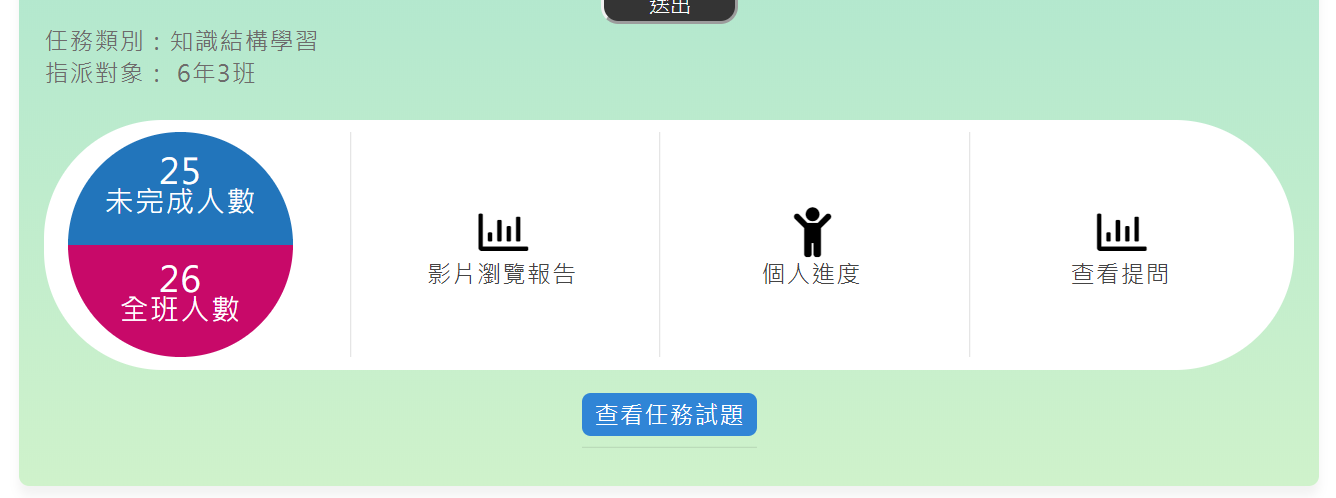 送出
任務類別：知識結構學習
指派對象： 6年3班
25
未完成人數
26
全班人數
影片瀏覽報告
個人進度
查看提問
查看任務試題